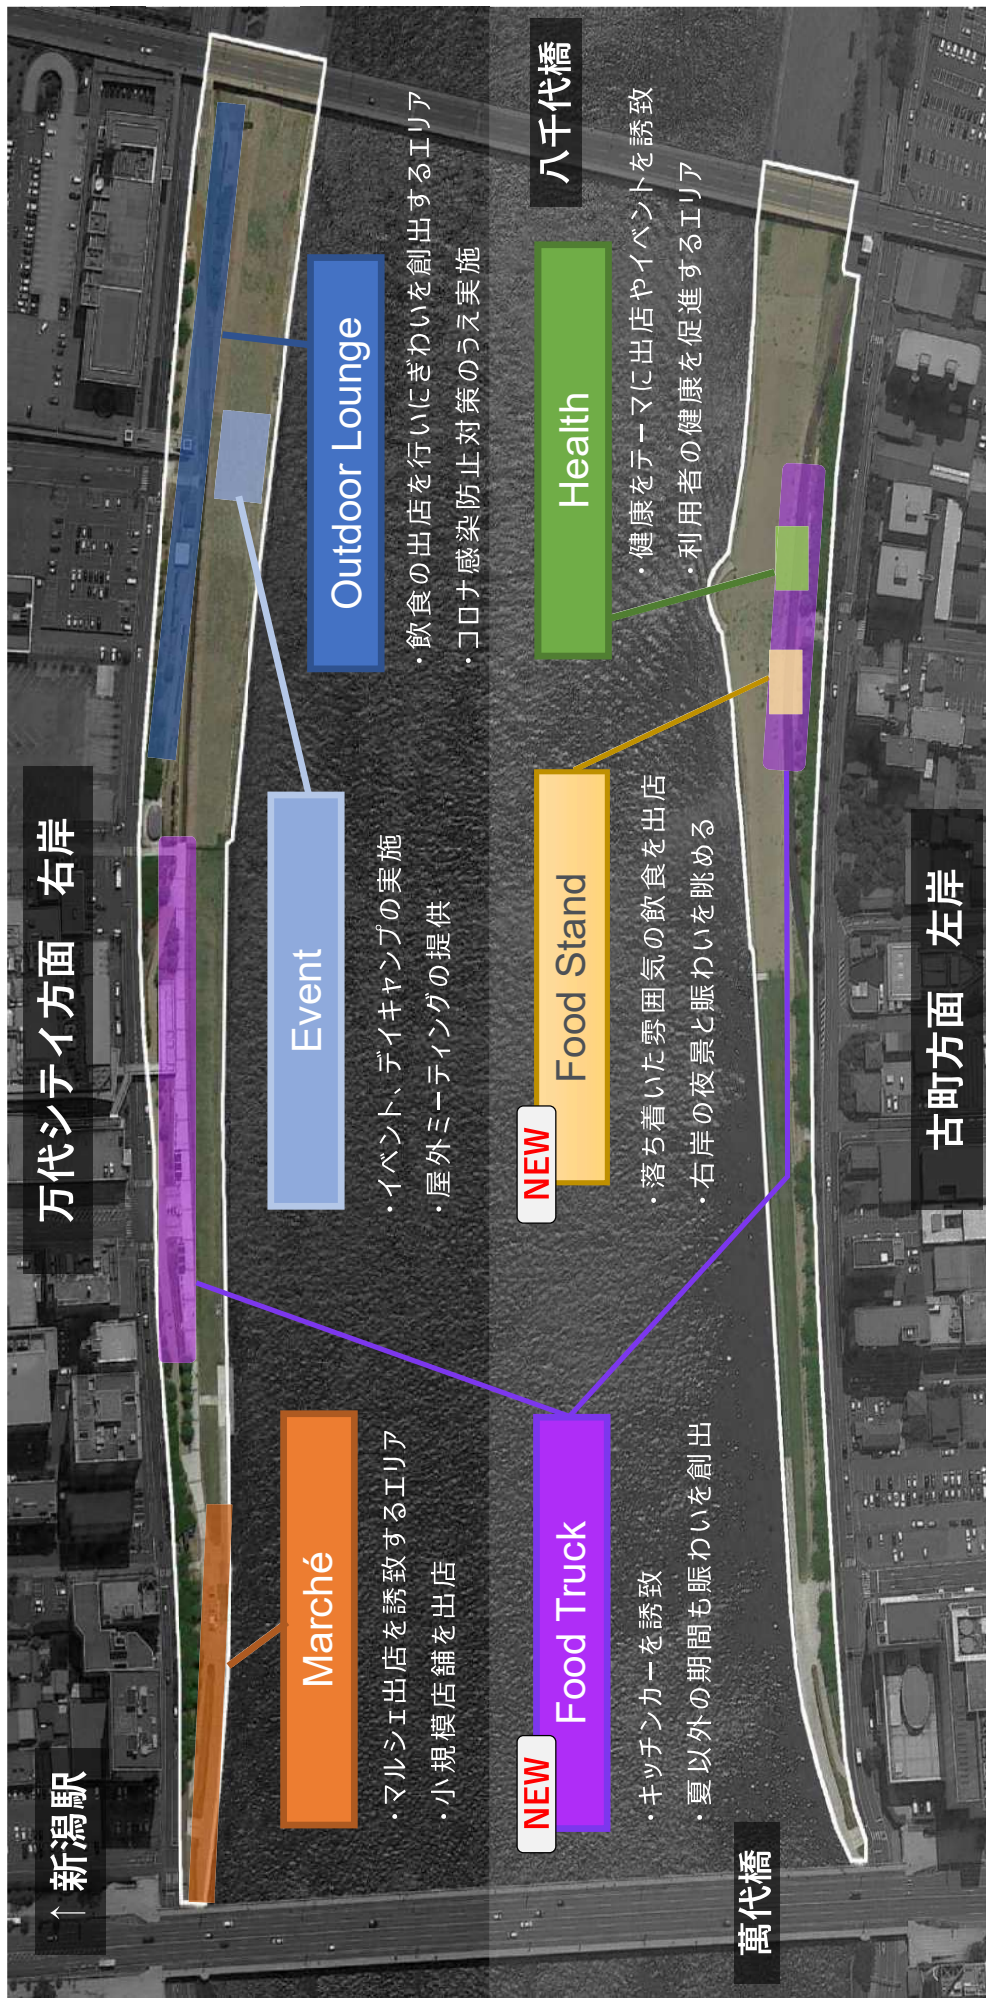 ↑ 新潟駅
万代シテイ方面　右岸
Marché
・マルシェ出店を誘致するエリア
・小規模店舗を出店
Event
・イベント、デイキャンプの実施
・屋外ミーティングの提供
Outdoor Lounge
・飲食の出店を行いにぎわいを創出するエリア
・コロナ感染防止対策のうえ実施
八千代橋
NEW
Food Truck
・キッチンカーを誘致
・夏以外の期間も賑わいを創出
NEW
Food Stand
・落ち着いた雰囲気の飲食を出店
・右岸の夜景と賑わいを眺める
Health
・健康をテーマに出店やイベントを誘致
・利用者の健康を促進するエリア
萬代橋
古町方面　左岸